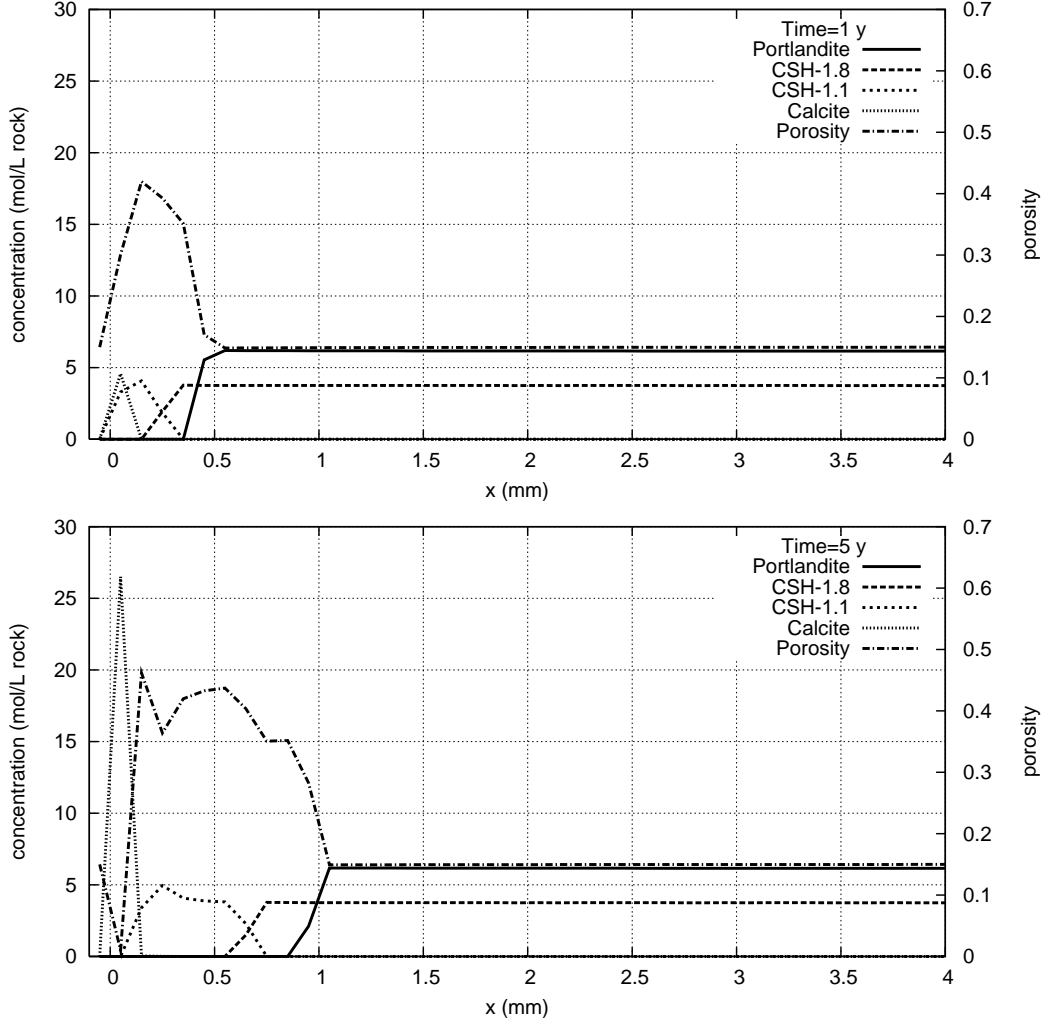 30
25
20
15
10
5
0
concentration (mol/L rock)
0.7
0.6
0.5
0.4
0.3
0.2
0.1
0
porosity
Time=1 y
Portlandite
CSH-1.8
CSH-1.1
Calcite
Porosity
0 0.5 1 1.5 2 2.5 3 3.5 4
x (mm)
30
25
20
15
10
5
0
concentration (mol/L rock)
0.7
0.6
0.5
0.4
0.3
0.2
0.1
0
porosity
Time=5 y
Portlandite
CSH-1.8
CSH-1.1
Calcite
Porosity
0 0.5 1 1.5 2 2.5 3 3.5 4
x (mm)